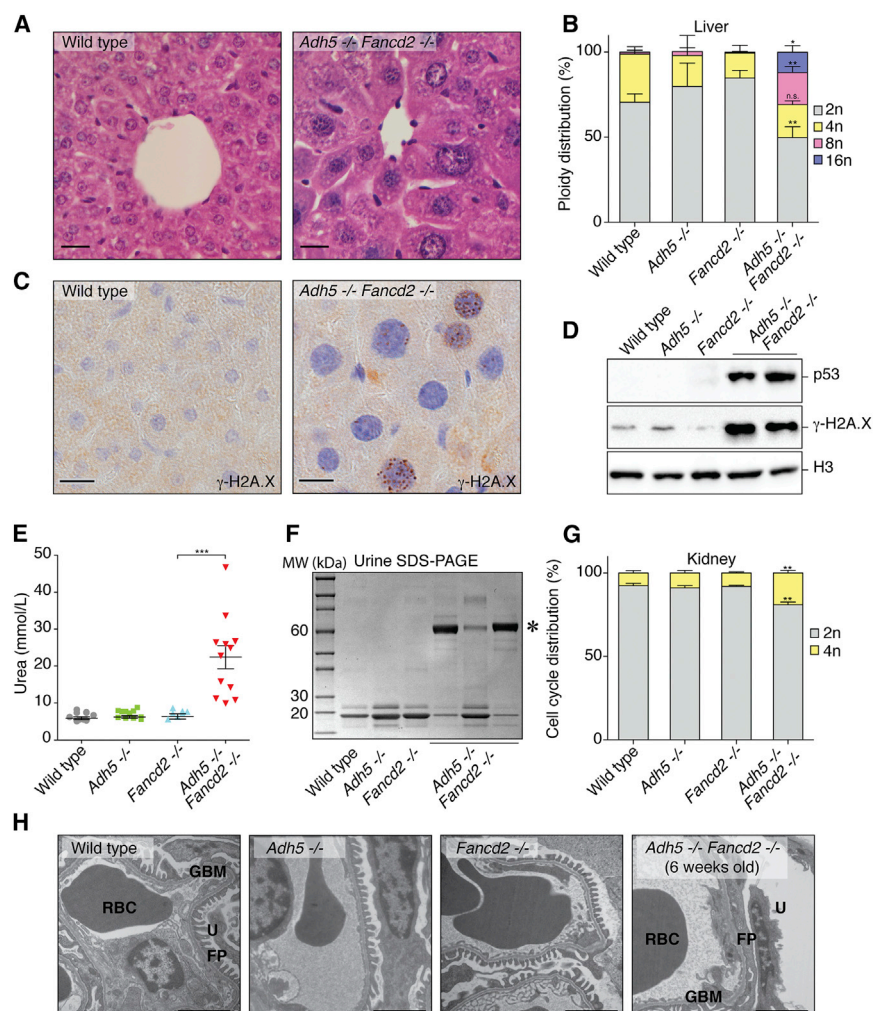 A
Wild type
Adh5 -/- Fancd2 -/-
B
Liver
Ploidy distribution (%)
100
50
0
*
**
n.s.
**
2n
4n
8n
16n
Wild type
Adh5 -/-
Fancd2 -/-
Adh5 -/-
Fancd2 -/-
C
Wild type
γ-H2A.X
Adh5 -/- Fancd2 -/-
γ-H2A.X
D
Wild type
Adh5 -/-
Fancd2 -/-
Adh5 -/-
Fancd2 -/-
p53
γ-H2A.X
H3
E
Urea (mmol/L)
50
40
30
20
10
0
***
Wild type
Adh5 -/-
Fancd2 -/-
Adh5 -/-
Fancd2 -/-
F
MW (kDa)
Urine SDS-PAGE
60
30
20
*
Wild type
Adh5 -/-
Fancd2 -/-
Adh5 -/-
Fancd2 -/-
G
Kidney
Cell cycle distribution (%)
100
50
0
**
**
2n
4n
Wild type
Adh5 -/-
Fancd2 -/-
Adh5 -/-
Fancd2 -/-
H
Wild type
GBM
RBC
U
FP
Adh5 -/-
Fancd2 -/-
Adh5 -/- Fancd2 -/-
(6 weeks old)
U
RBC
FP
GBM